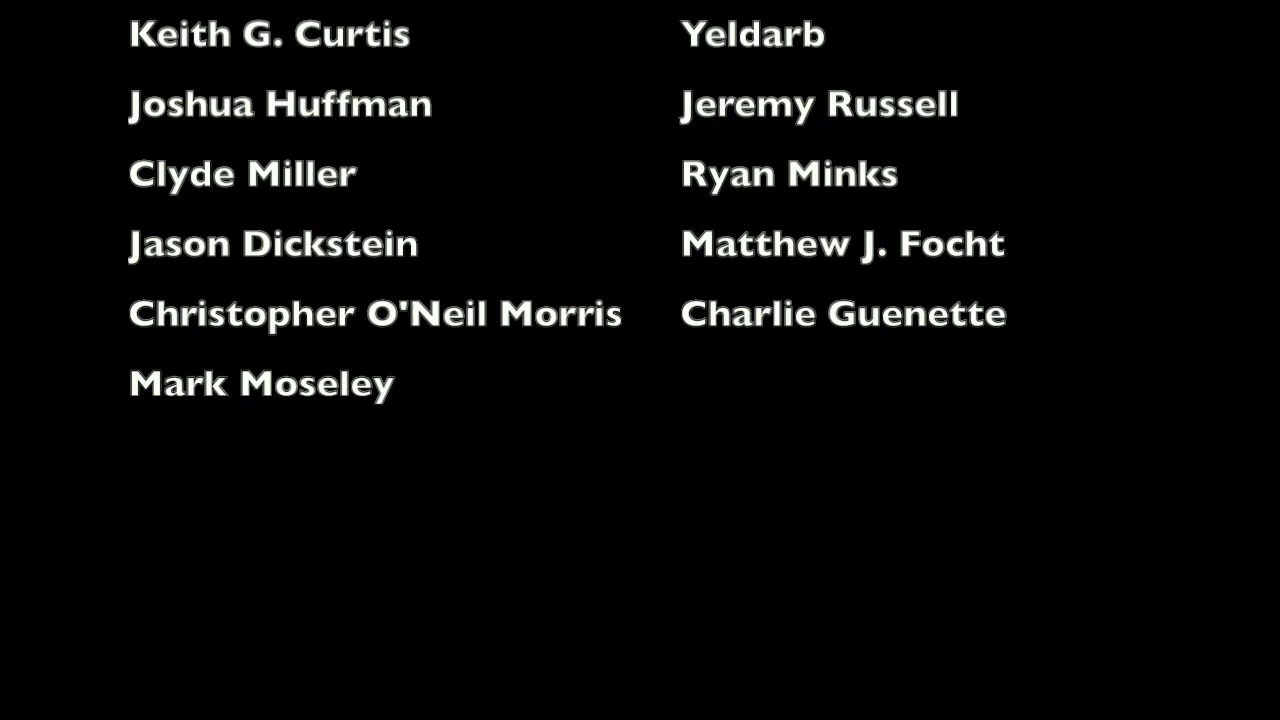 Keith G. Curtis
Yeldarb
Joshua Huffman
Jeremy Russell
Clyde Miller
Ryan Minks
Jason Dickstein
Matthew J. Focht
Christopher O'Neil Morris
Charlie Guenette
Mark Moseley